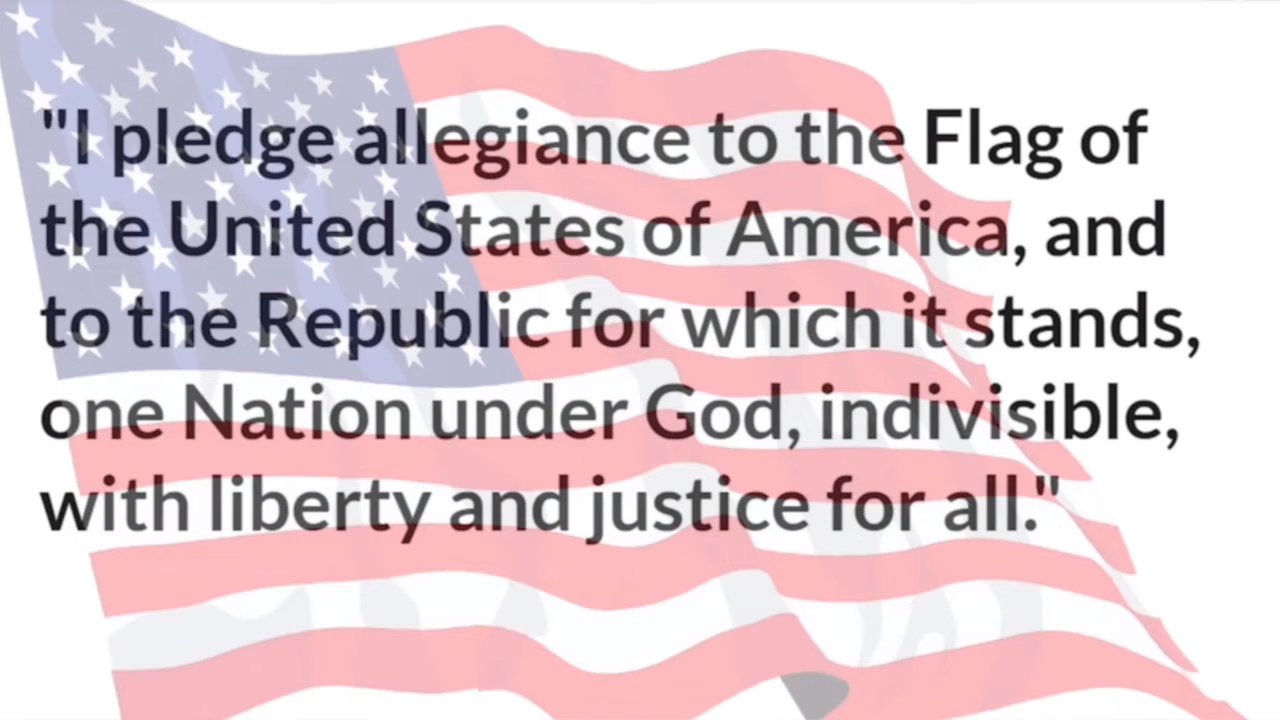 "I pledge allegiance to the Flag of
the United States of America, and
to the Republic for which it stands,
one Nation under God, indivisible,
with liberty and justice for all."